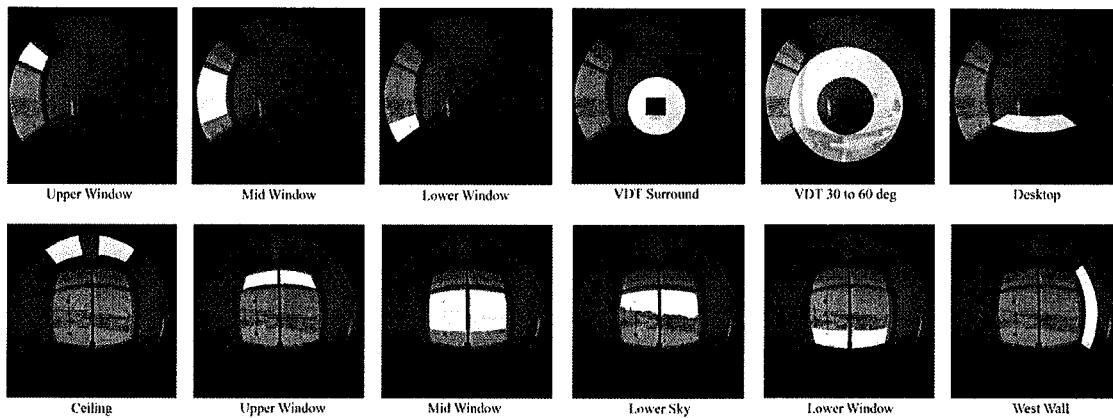 Upper Window Mid Window Lower Window VDT Surround VDT 30 to 60 deg Desktop
Ceiling Upper Window Mid Window Lower Sky Lower Window West Wall